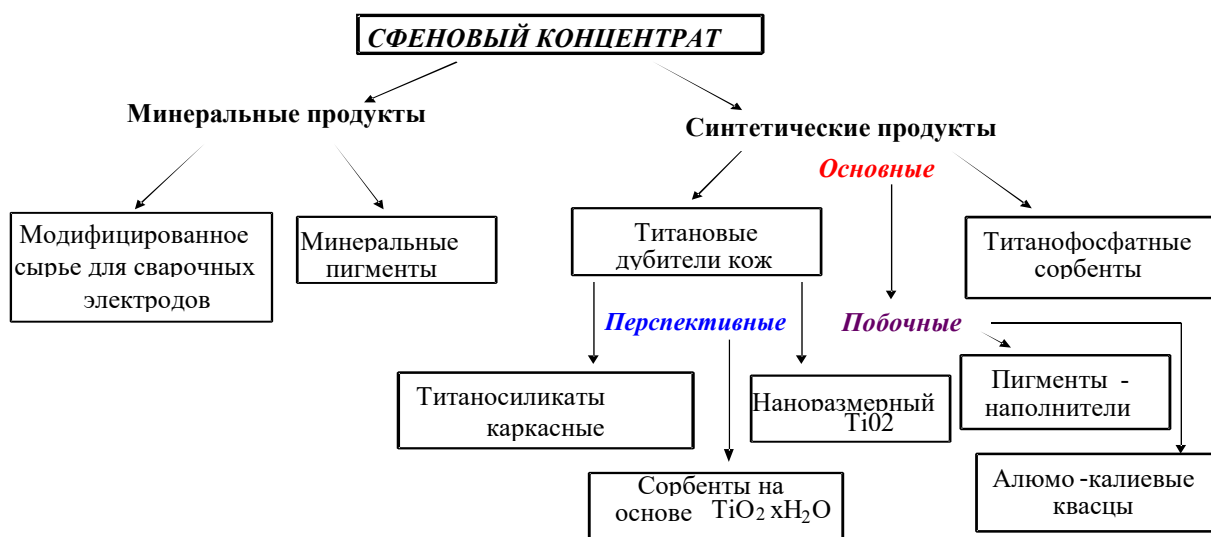 СФЕНОВЫЙ КОНЦЕНТРАТ
Минеральные продукты
Синтетические продукты
Основные
Модифицированное
сырье для сварочных
электродов
Минеральные
пигменты
Титановые
дубители кож
Титанофосфатные
сорбенты
Перспективные
Побочные
Титаносиликаты
каркасные
Наноразмерный
Ti02
Пигменты -
наполнители
Сорбенты на
основе TiO2 xH2O
Алюмо -калиевые
квасцы